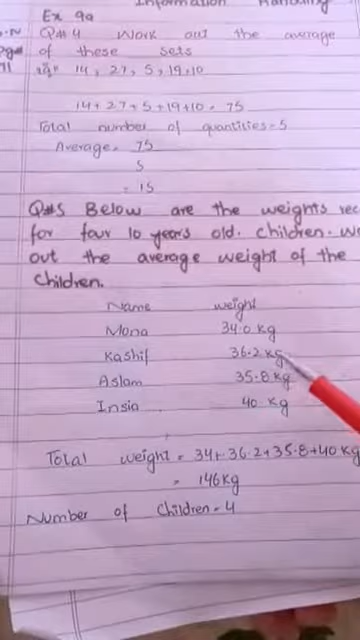 Information Handling
Ex 9a
Q#4 Work out the average
of these sets
"a" 14, 27, 5, 19, 10
14+27+5+19+10= 75
Total number of quantities=5
Average= 75
5
= 15
Q#5 Below are the weights rec
for four 10 years old. Children. W
out the average weight of the
Children.
Name weight
Mona 34.0 kg
Kashif 36.2 kg
Aslam 35.8 kg
Insia 40 kg
Total weight = 34+36.2+35.8+40 kg
= 146 kg
Number of Children=4